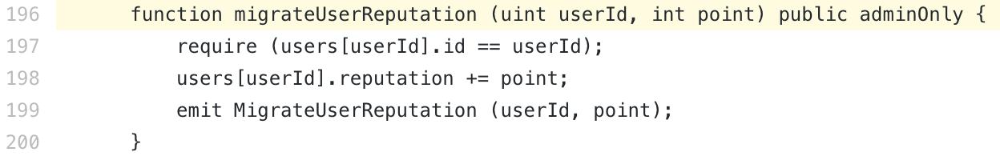 196 function migrateUserReputation (uint userId, int point) public adminOnly {
197 require (users[userId].id == userId);
198 users[userId].reputation += point;
199 emit MigrateUserReputation (userId, point);
200 }